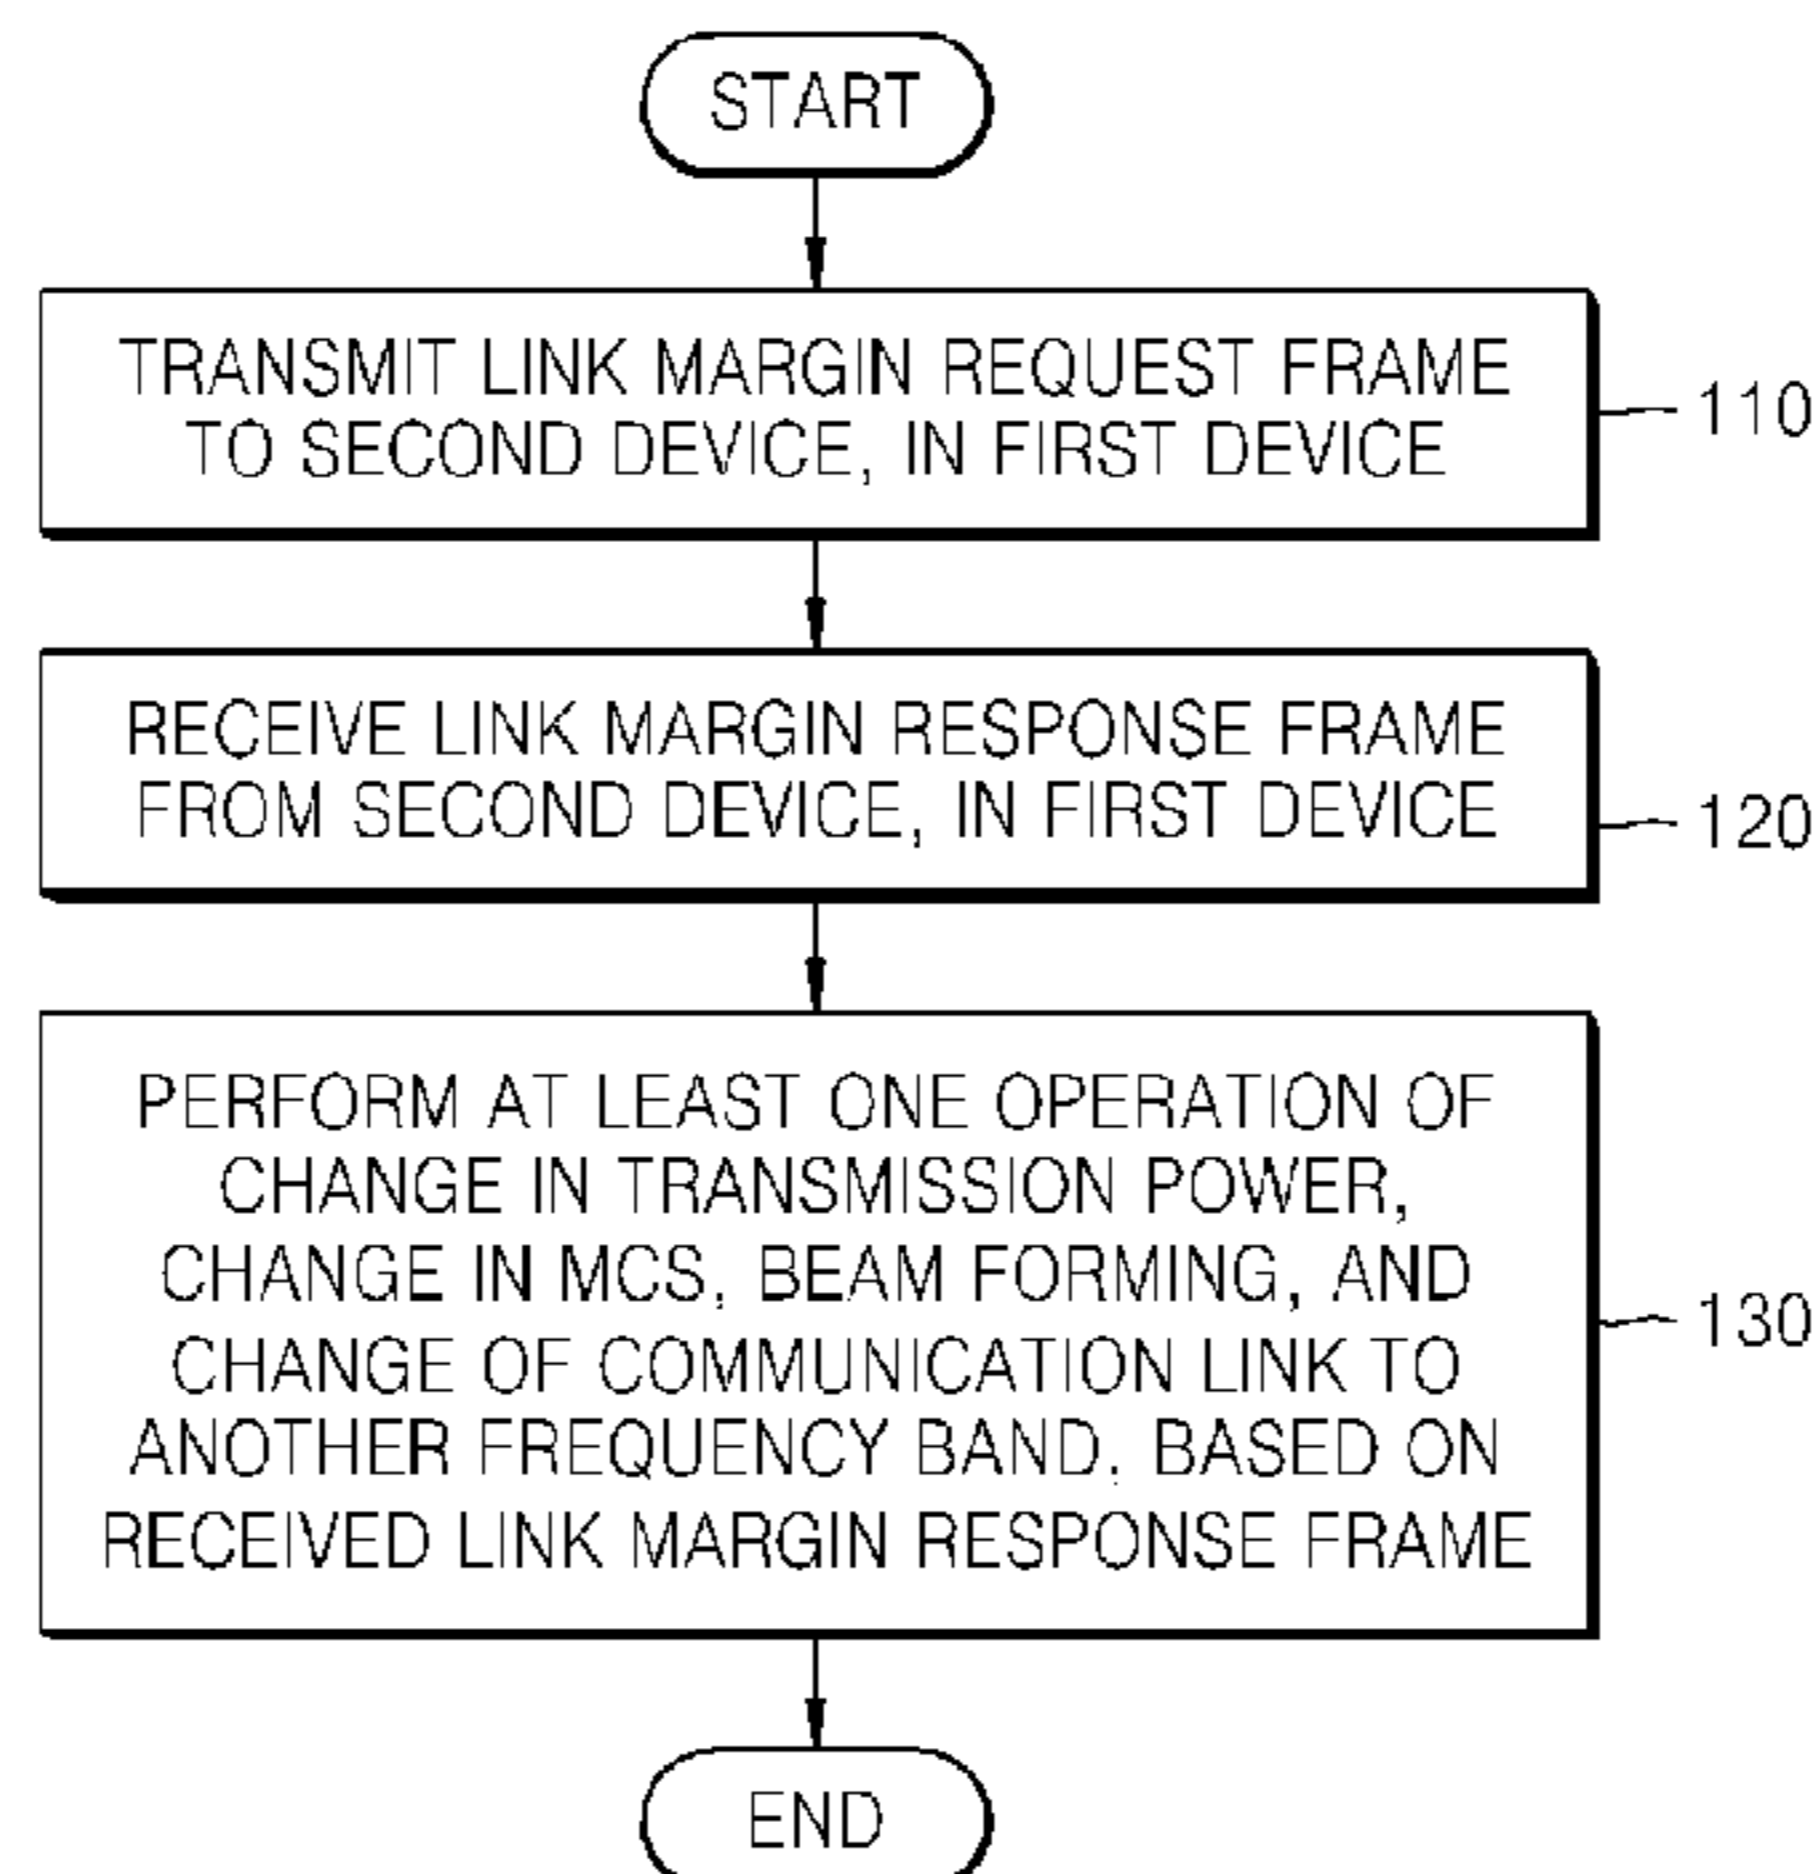 START
TRANSMIT LINK MARGIN REQUEST FRAME
TO SECOND DEVICE, IN FIRST DEVICE
110
RECEIVE LINK MARGIN RESPONSE FRAME
FROM SECOND DEVICE, IN FIRST DEVICE
120
PERFORM AT LEAST ONE OPERATION OF
CHANGE IN TRANSMISSION POWER,
CHANGE IN MCS, BEAM FORMING, AND
CHANGE OF COMMUNICATION LINK TO
ANOTHER FREQUENCY BAND, BASED ON
RECEIVED LINK MARGIN RESPONSE FRAME
130
END